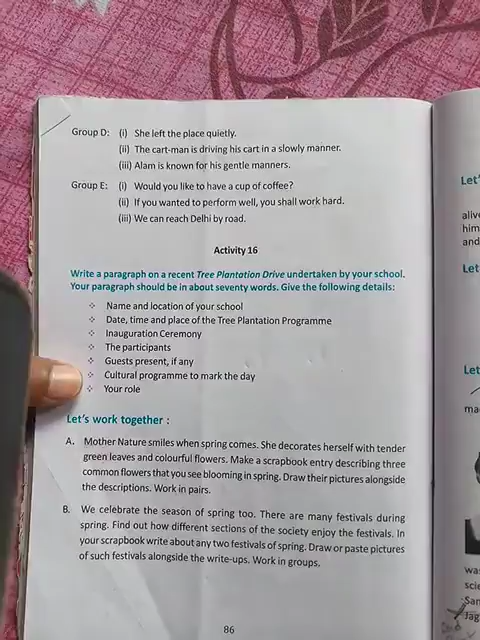 Group D: (i) She left the place quietly.
(ii) The cart-man is driving his cart in a slowly manner.
(iii) Alam is known for his gentle manners.
Group E: (i) Would you like to have a cup of coffee?
(ii) If you wanted to perform well, you shall work hard.
(iii) We can reach Delhi by road.
Activity 16
Write a paragraph on a recent Tree Plantation Drive undertaken by your school.
Your paragraph should be in about seventy words. Give the following details:
❖ Name and location of your school
❖ Date, time and place of the Tree Plantation Programme
❖ Inauguration Ceremony
❖ The participants
❖ Guests present, if any
❖ Cultural programme to mark the day
❖ Your role
Let's work together :
A. Mother Nature smiles when spring comes. She decorates herself with tender
green leaves and colourful flowers. Make a scrapbook entry describing three
common flowers that you see blooming in spring. Draw their pictures alongside
the descriptions. Work in pairs.
B. We celebrate the season of spring too. There are many festivals during
spring. Find out how different sections of the society enjoy the festivals. In
your scrapbook write about any two festivals of spring. Draw or paste pictures
of such festivals alongside the write-ups. Work in groups.
86
Let'
alive
him
and
Let
Let
ma
was
scie
San
Jag